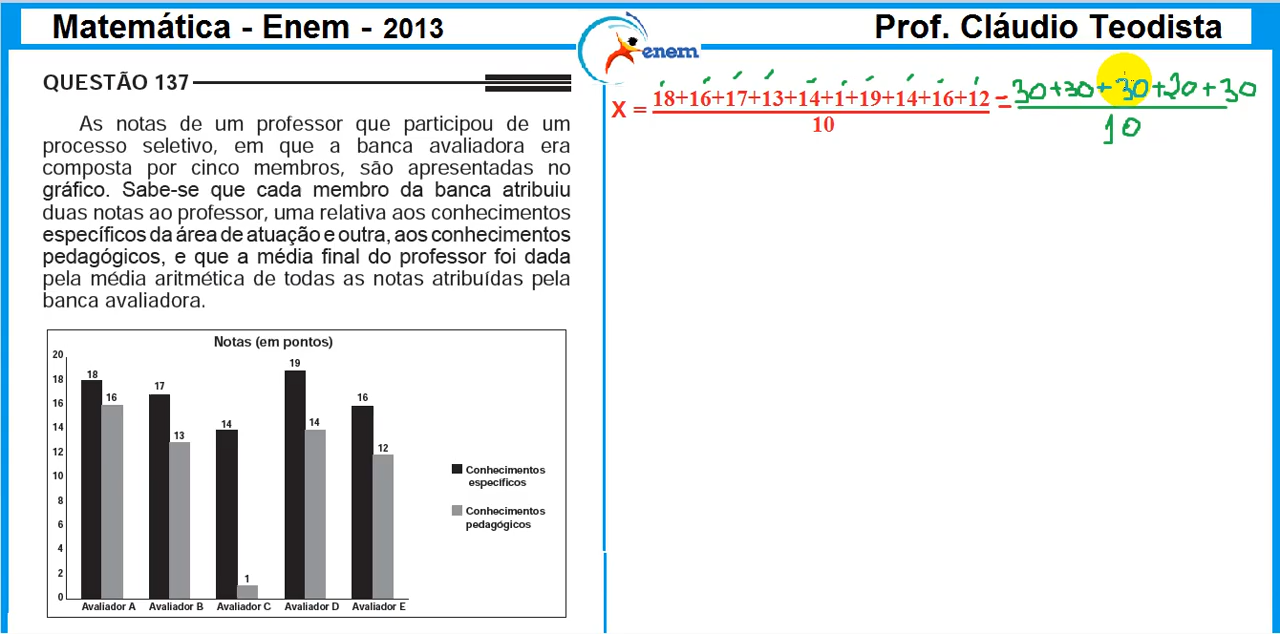 Matemática - Enem - 2013
Prof. Cláudio Teodista
enem
QUESTÃO 137
As notas de um professor que participou de um
processo seletivo, em que a banca avaliadora era
composta por cinco membros, são apresentadas no
gráfico. Sabe-se que cada membro da banca atribuiu
duas notas ao professor, uma relativa aos conhecimentos
específicos da área de atuação e outra, aos conhecimentos
pedagógicos, e que a média final do professor foi dada
pela média aritmética de todas as notas atribuídas pela
banca avaliadora.
Notas (em pontos)
20
18
16
14
12
10
8
6
4
2
0
18
16
17
13
14
1
19
14
16
12
Avaliador A Avaliador B Avaliador C Avaliador D Avaliador E
Conhecimentos
específicos
Conhecimentos
pedagógicos
18+16+17+13+14+1+19+14+16+12
X =
10
= 30+30+30+20+30
10